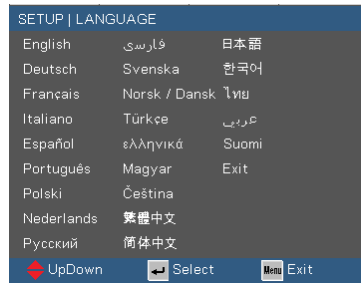 SETUP | LANGUAGE
English فارسی 日本語
Deutsch Svenska 한국어
Français Norsk / Dansk ไทย
Italiano Türkçe عربي
Español ελληνικά Suomi
Português Magyar Exit
Polski Čeština
Nederlands 繁體中文
Русский 简体中文
UpDown Select Menu Exit